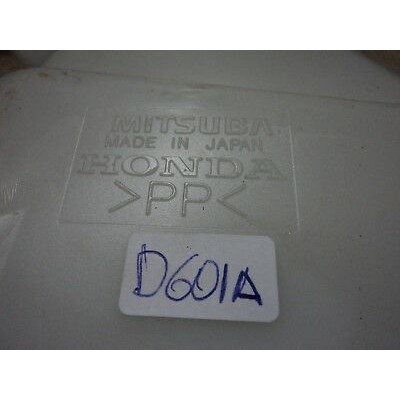 MITSUBA
MADE IN JAPAN
HONDA
>PP<
D601A